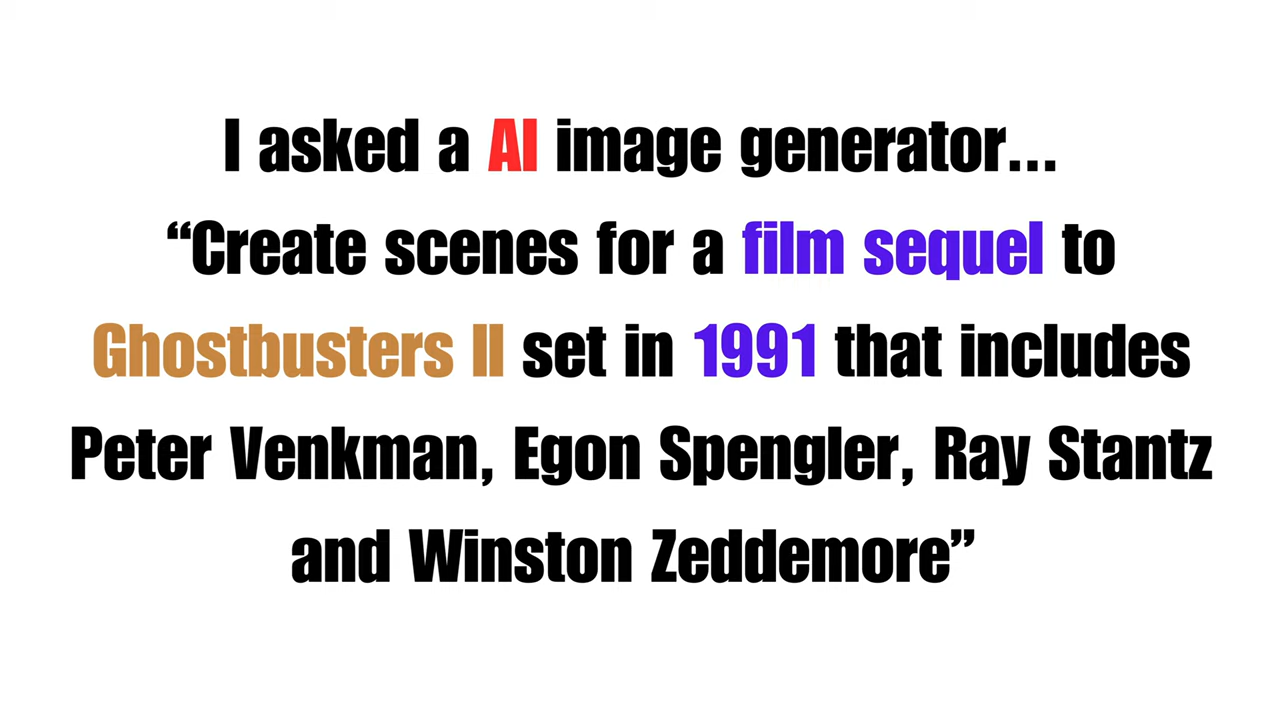 I asked a AI image generator...
“Create scenes for a film sequel to
Ghostbusters II set in 1991 that includes
Peter Venkman, Egon Spengler, Ray Stantz
and Winston Zeddemore”